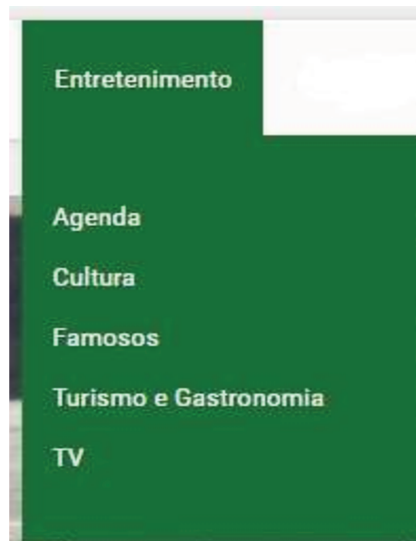 Entretenimento
Agenda
Cultura
Famosos
Turismo e Gastronomia
TV